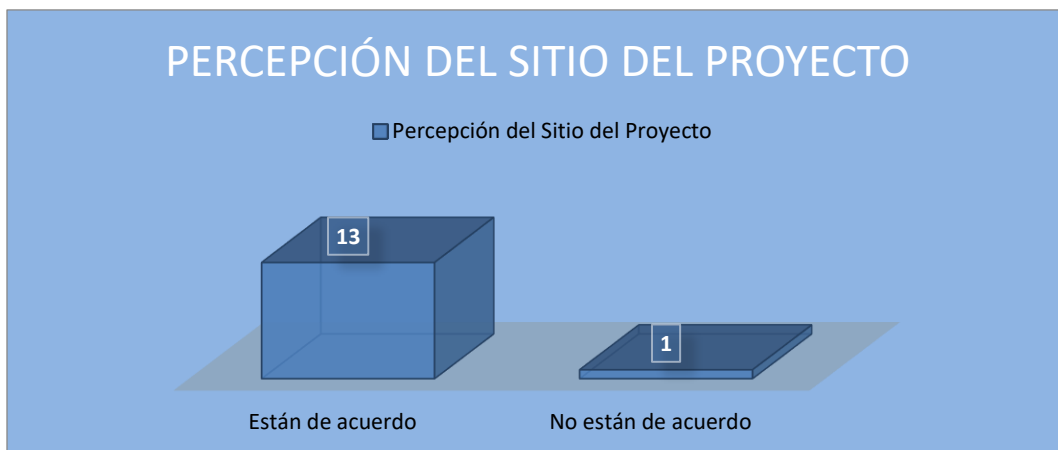 PERCEPCIÓN DEL SITIO DEL PROYECTO
Percepción del Sitio del Proyecto
13
1
Están de acuerdo
No están de acuerdo